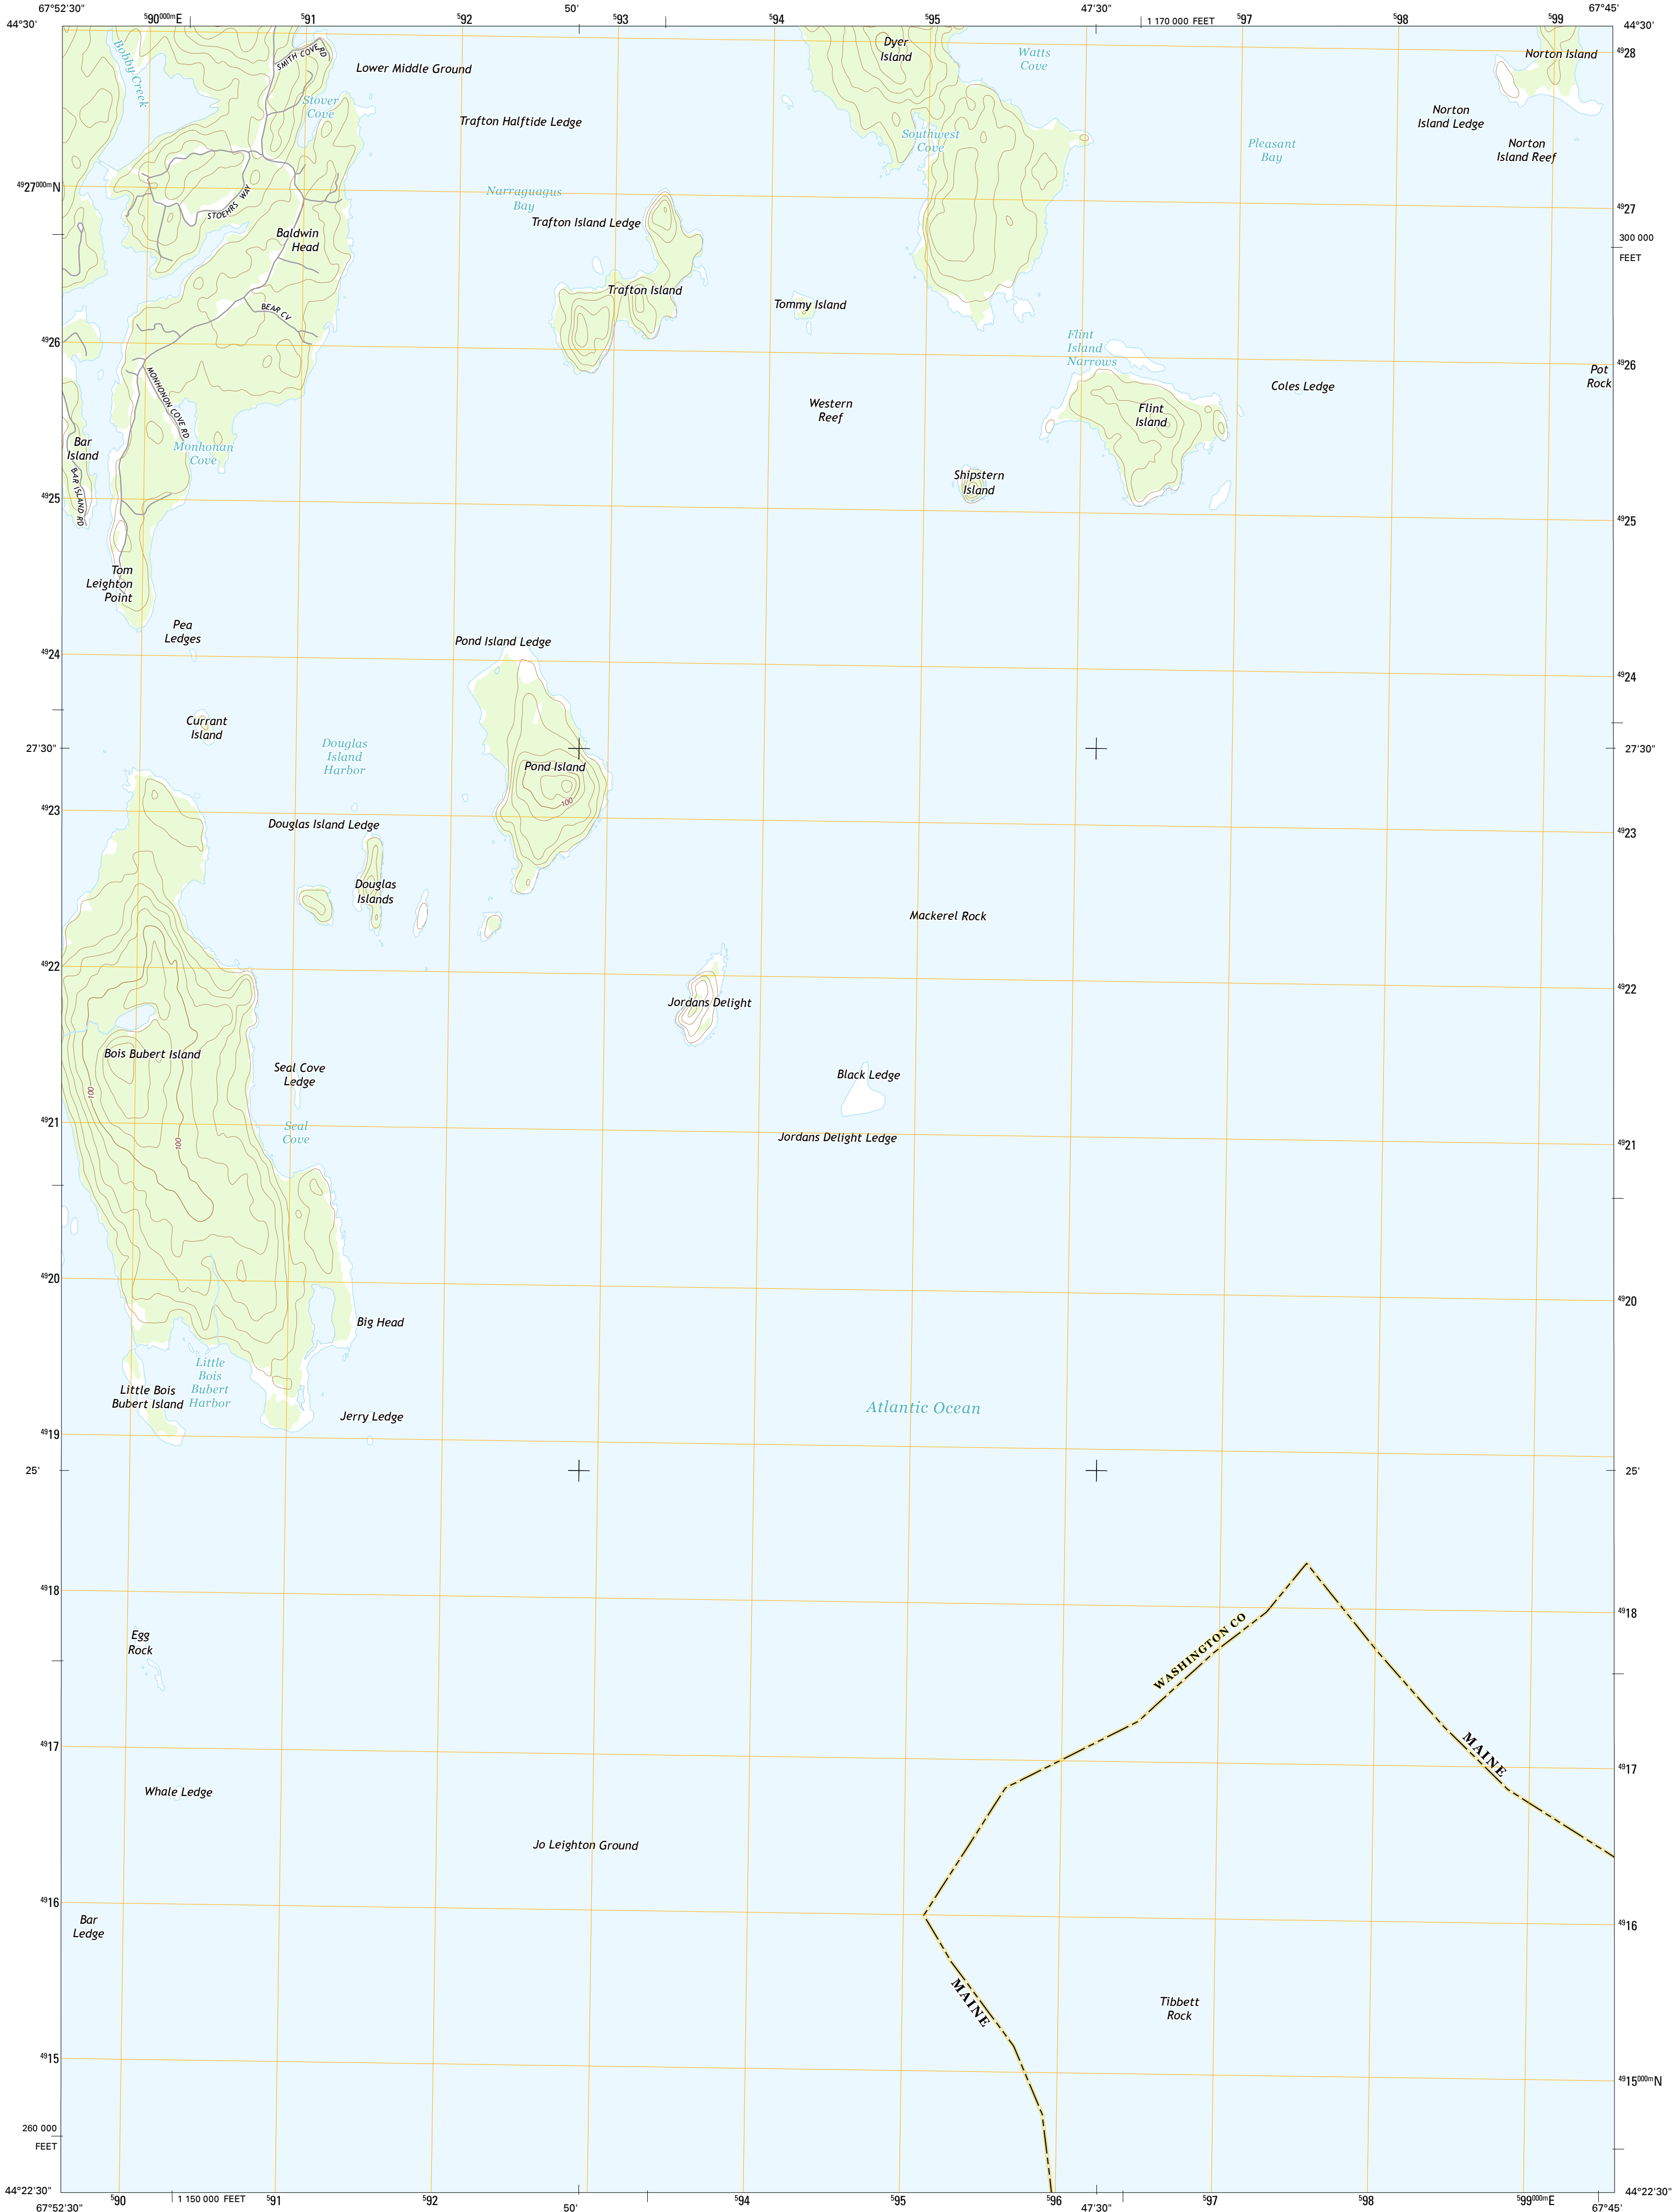 67°52'30"
590000mE
591
592
50'
593
594
595
47'30"
1 170 000 FEET
597
598
599
67°45'
44°30'
44°30'
Bobby Creek
SMITH COVE RD
Lower Middle Ground
Dyer
Island
Watts
Cove
Norton Island
4928
Stover
Cove
Trafton Halftide Ledge
Southwest
Cove
Norton
Island Ledge
Pleasant
Bay
Norton
Island Reef
4927000mN
STOEHRS WAY
Narraguagus
Bay
Trafton Island Ledge
4927
Baldwin
Head
300 000
FEET
Trafton Island
Tommy Island
BEAR CV
4926
Flint
Island
Narrows
4926
MONHONON COVE RD
Pot
Rock
Coles Ledge
Western
Reef
Flint
Island
Bar
Island
Monhonan
Cove
BAR ISLAND RD
Shipstern
Island
4925
4925
Tom
Leighton
Point
Pea
Ledges
Pond Island Ledge
4924
4924
Currant
Island
Douglas
Island
Harbor
27'30"
27'30"
Pond Island
100
4923
Douglas Island Ledge
4923
Douglas
Islands
Mackerel Rock
4922
4922
Jordans Delight
Bois Bubert Island
Seal Cove
Ledge
Black Ledge
100
4921
Seal
Cove
100
Jordans Delight Ledge
4921
4920
4920
Big Head
Little
Bois
Bubert
Harbor
Little Bois
Bubert Island
Jerry Ledge
Atlantic Ocean
4919
25'
25'
4918
4918
Egg
Rock
WASHINGTON CO
MAINE
4917
4917
Whale Ledge
Jo Leighton Ground
4916
4916
Bar
Ledge
MAINE
Tibbett
Rock
4915
4915000mN
260 000
FEET
44°22'30"
44°22'30"
67°52'30"
590
1 150 000 FEET
591
592
50'
594
595
596
47'30"
597
598
599000mE
67°45'